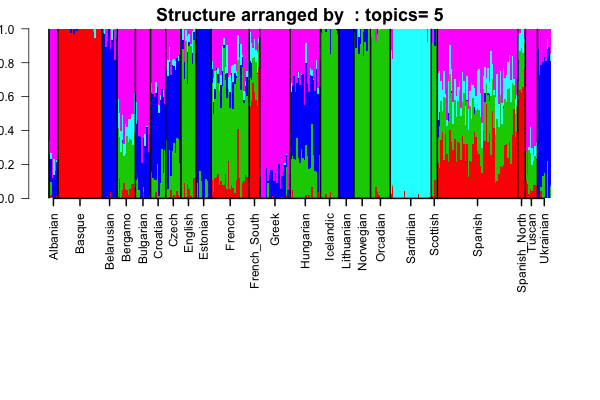 Structure arranged by : topics= 5
1.0
0.8
0.6
0.4
0.2
0.0
Albanian
Basque
Belarusian
Bergamo
Bulgarian
Croatian
Czech
English
Estonian
French
French_South
Greek
Hungarian
Icelandic
Lithuanian
Norwegian
Orcadian
Sardinian
Scottish
Spanish
Spanish_North
Tuscan
Ukrainian